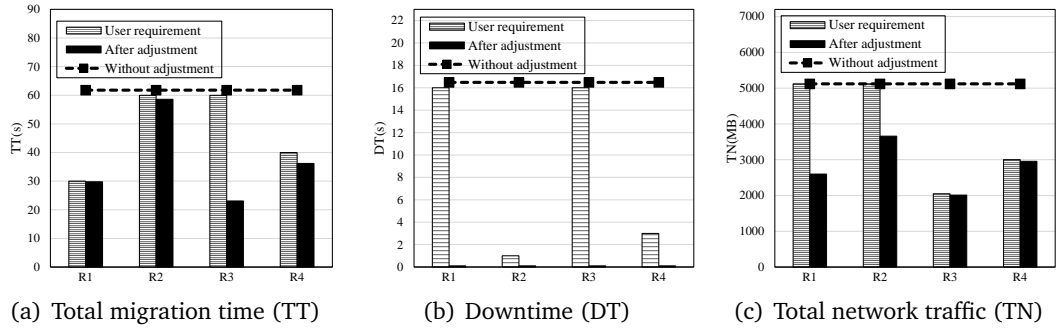 90
80
70
60
50
40
30
20
10
0
TT(s)
User requirement
After adjustment
Without adjustment
R1 R2 R3 R4
(a) Total migration time (TT)
22
20
18
16
14
12
10
8
6
4
2
0
DT(s)
User requirement
After adjustment
Without adjustment
R1 R2 R3 R4
(b) Downtime (DT)
7000
6000
5000
4000
3000
2000
1000
0
TN(MB)
User requirement
After adjustment
Without adjustment
R1 R2 R3 R4
(c) Total network traffic (TN)